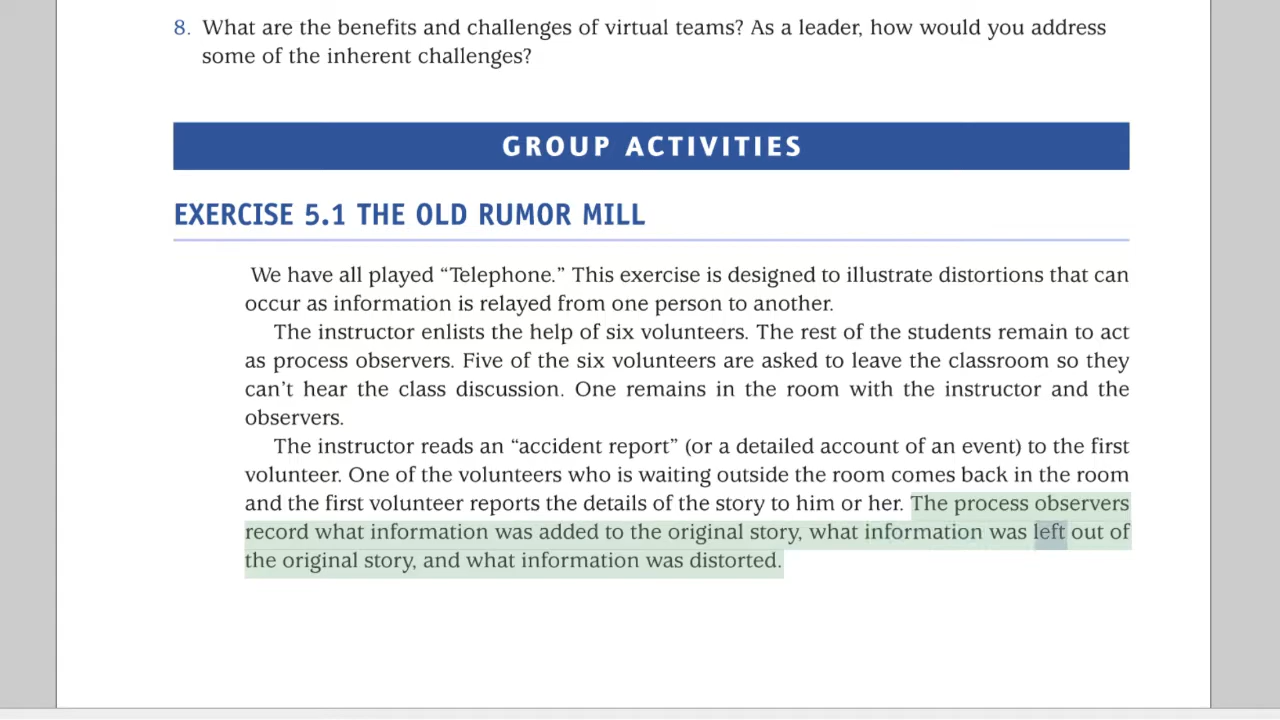 8. What are the benefits and challenges of virtual teams? As a leader, how would you address
some of the inherent challenges?
GROUP ACTIVITIES
EXERCISE 5.1 THE OLD RUMOR MILL
We have all played “Telephone.” This exercise is designed to illustrate distortions that can
occur as information is relayed from one person to another.
The instructor enlists the help of six volunteers. The rest of the students remain to act
as process observers. Five of the six volunteers are asked to leave the classroom so they
can’t hear the class discussion. One remains in the room with the instructor and the
observers.
The instructor reads an “accident report” (or a detailed account of an event) to the first
volunteer. One of the volunteers who is waiting outside the room comes back in the room
and the first volunteer reports the details of the story to him or her. The process observers
record what information was added to the original story, what information was left out of
the original story, and what information was distorted.